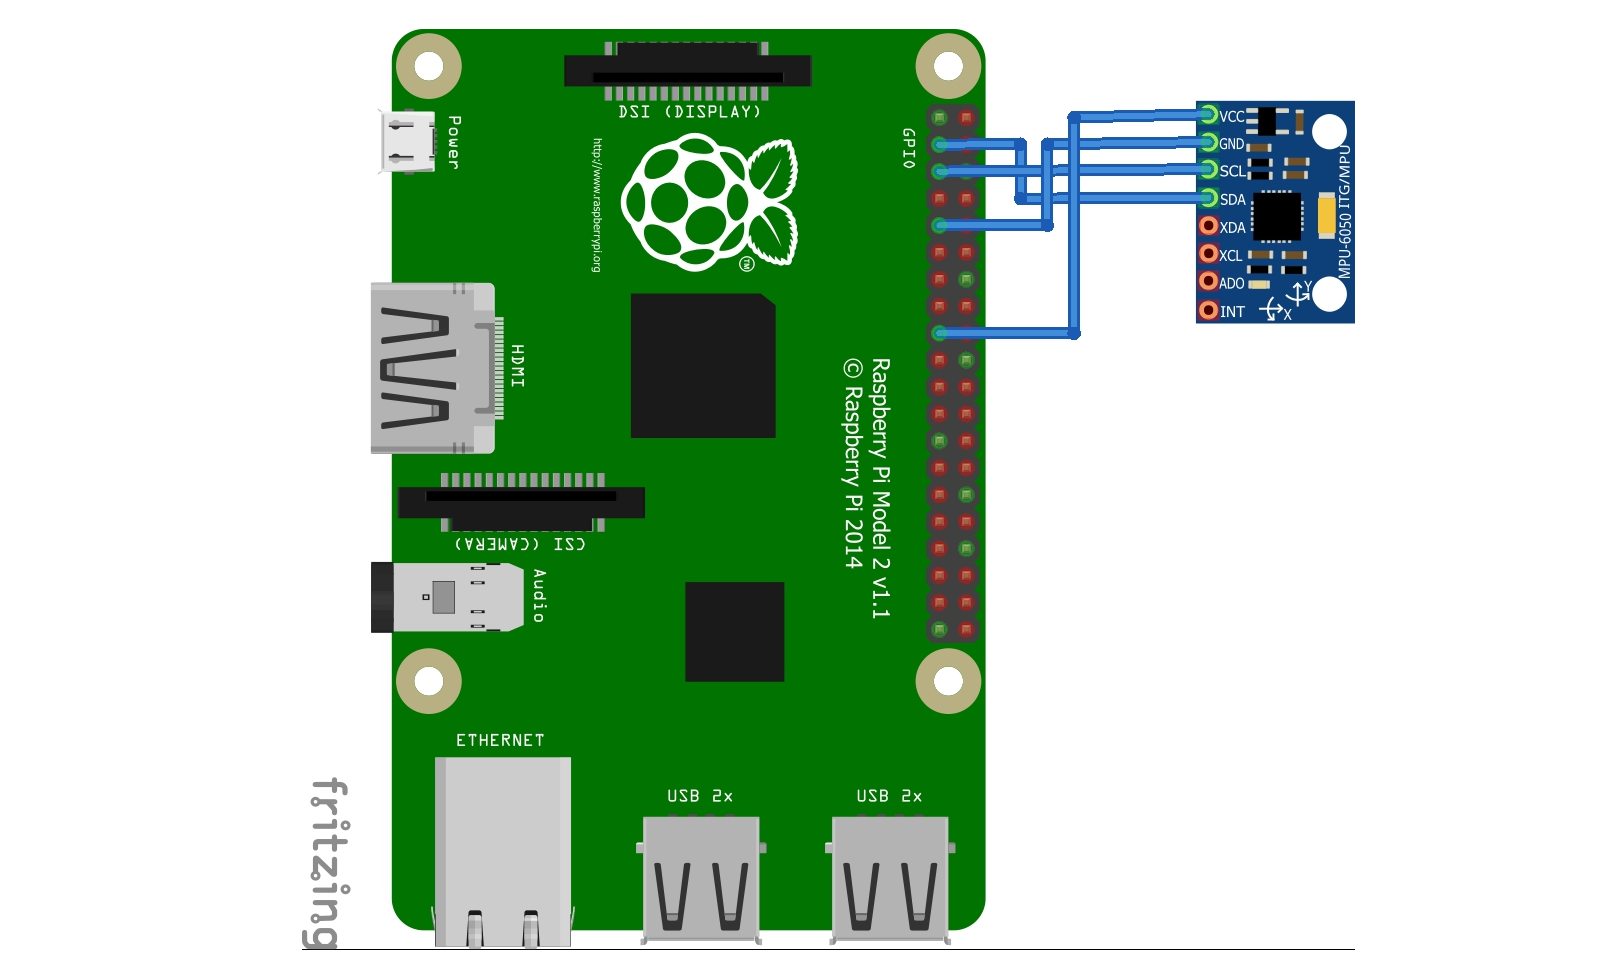 DSI (DISPLAY)
Power
http://www.raspberrypi.org
TM
GPIO
HDMI
Raspberry Pi Model 2 v1.1
© Raspberry Pi 2014
CSI (CAMERA)
Audio
ETHERNET
USB 2x
USB 2x
VCC
GND
SCL
SDA
XDA
XCL
ADO
INT
MPU-6050 ITG/MPU
Y
X
fritzing